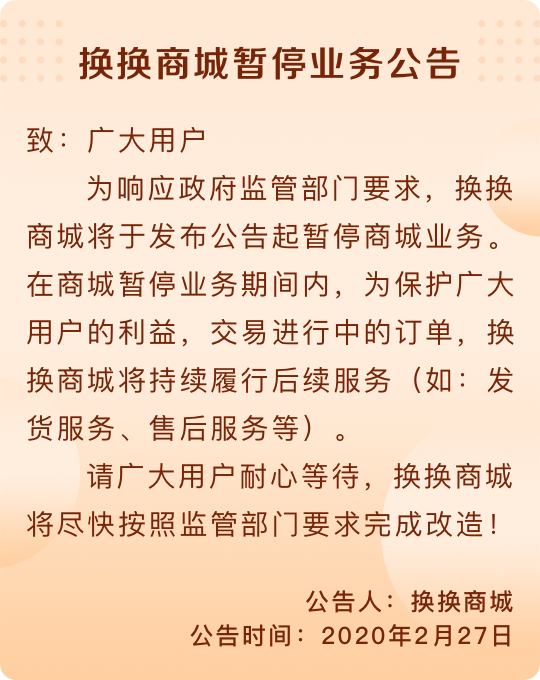 换换商城暂停业务公告
致：广大用户
为响应政府监管部门要求，换换
商城将于发布公告起暂停商城业务。
在商城暂停业务期间内，为保护广大
用户的利益，交易进行中的订单，换
换商城将持续履行后续服务（如：发
货服务、售后服务等）。
请广大用户耐心等待，换换商城
将尽快按照监管部门要求完成改造！
公告人：换换商城
公告时间：2020年2月27日